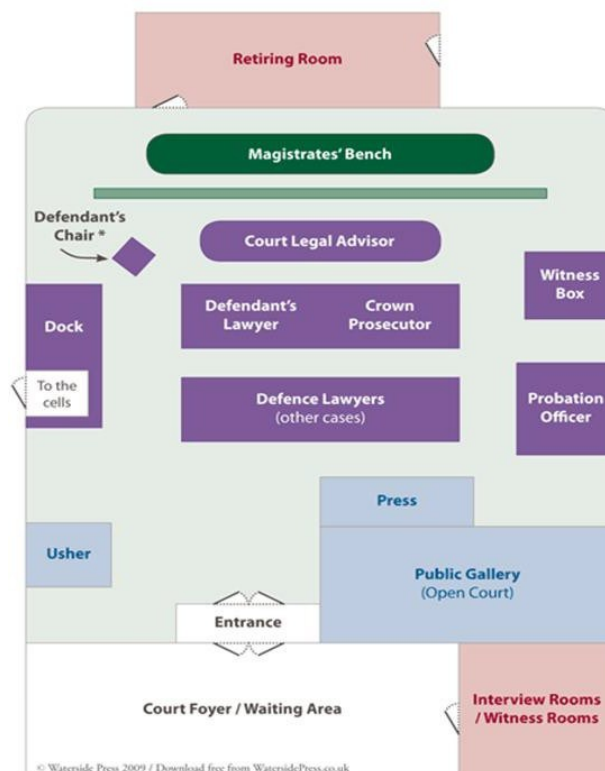 Retiring Room
Magistrates' Bench
Defendant's
Chair *
Court Legal Advisor
Witness
Box
Dock
Defendant's
Lawyer
Crown
Prosecutor
To the
cells
Defence Lawyers
(other cases)
Probation
Officer
Press
Usher
Public Gallery
(Open Court)
Entrance
Court Foyer / Waiting Area
Interview Rooms
/ Witness Rooms
© Waterside Press 2009 / Download free from WatersidePress.co.uk